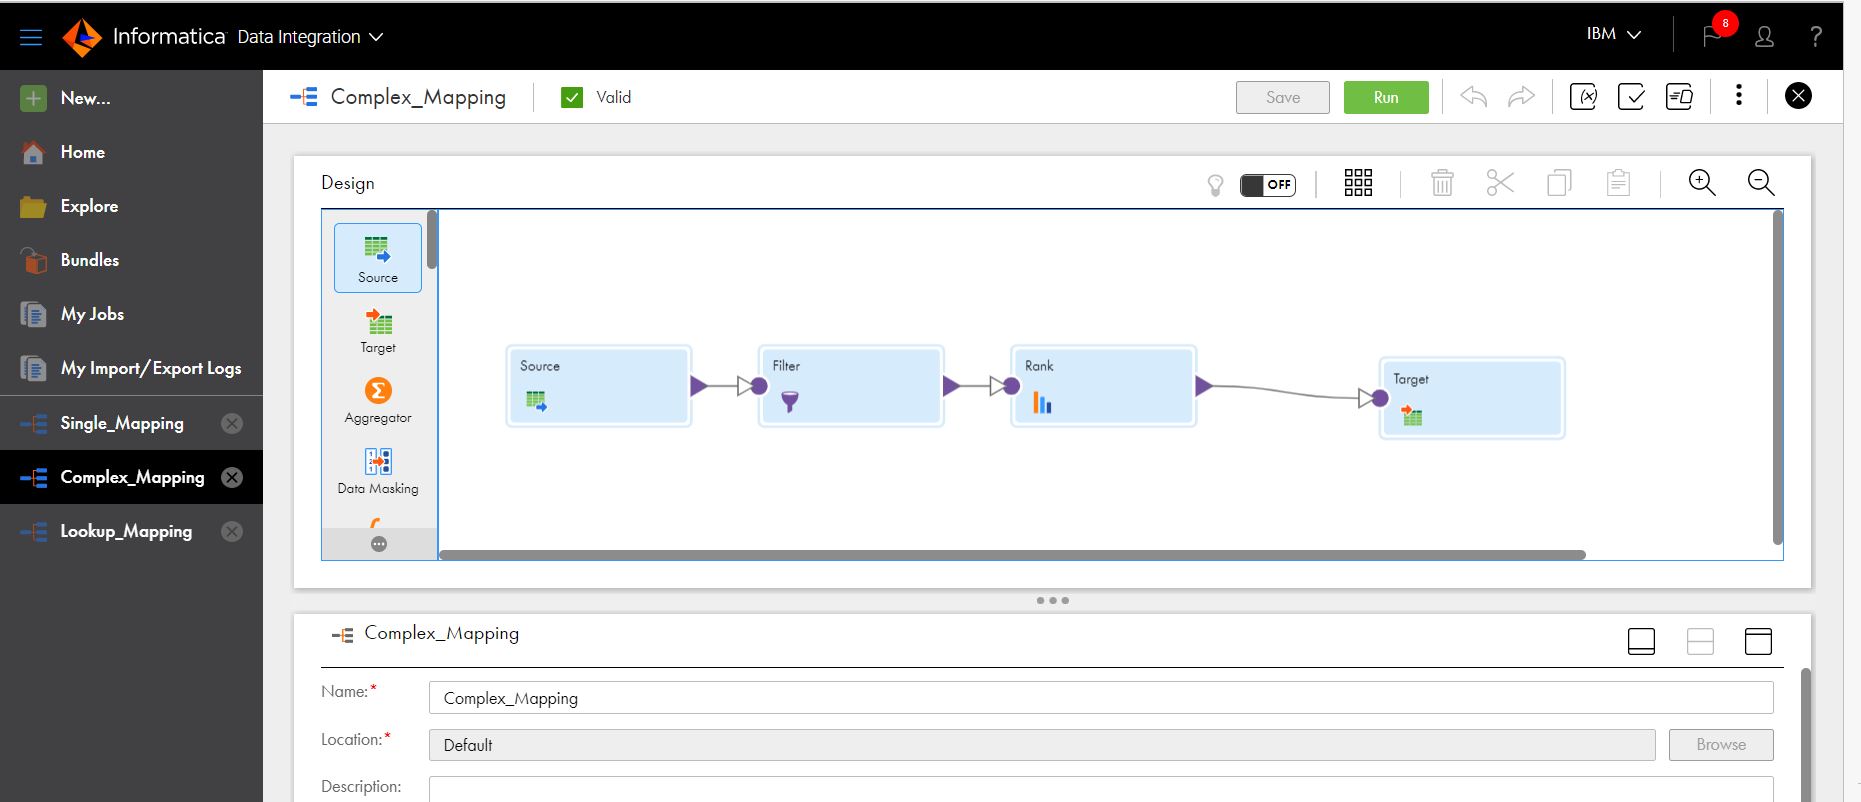 Informatica Data Integration
IBM
8
?
New...
Home
Explore
Bundles
My Jobs
My Import/Export Logs
Single_Mapping
Complex_Mapping
Lookup_Mapping
Complex_Mapping
Valid
Save
Run
(x)
Design
OFF
Source
Target
Aggregator
Data Masking
Source
Filter
Rank
Target
Complex_Mapping
Name:*
Complex_Mapping
Location:*
Default
Browse
Description: